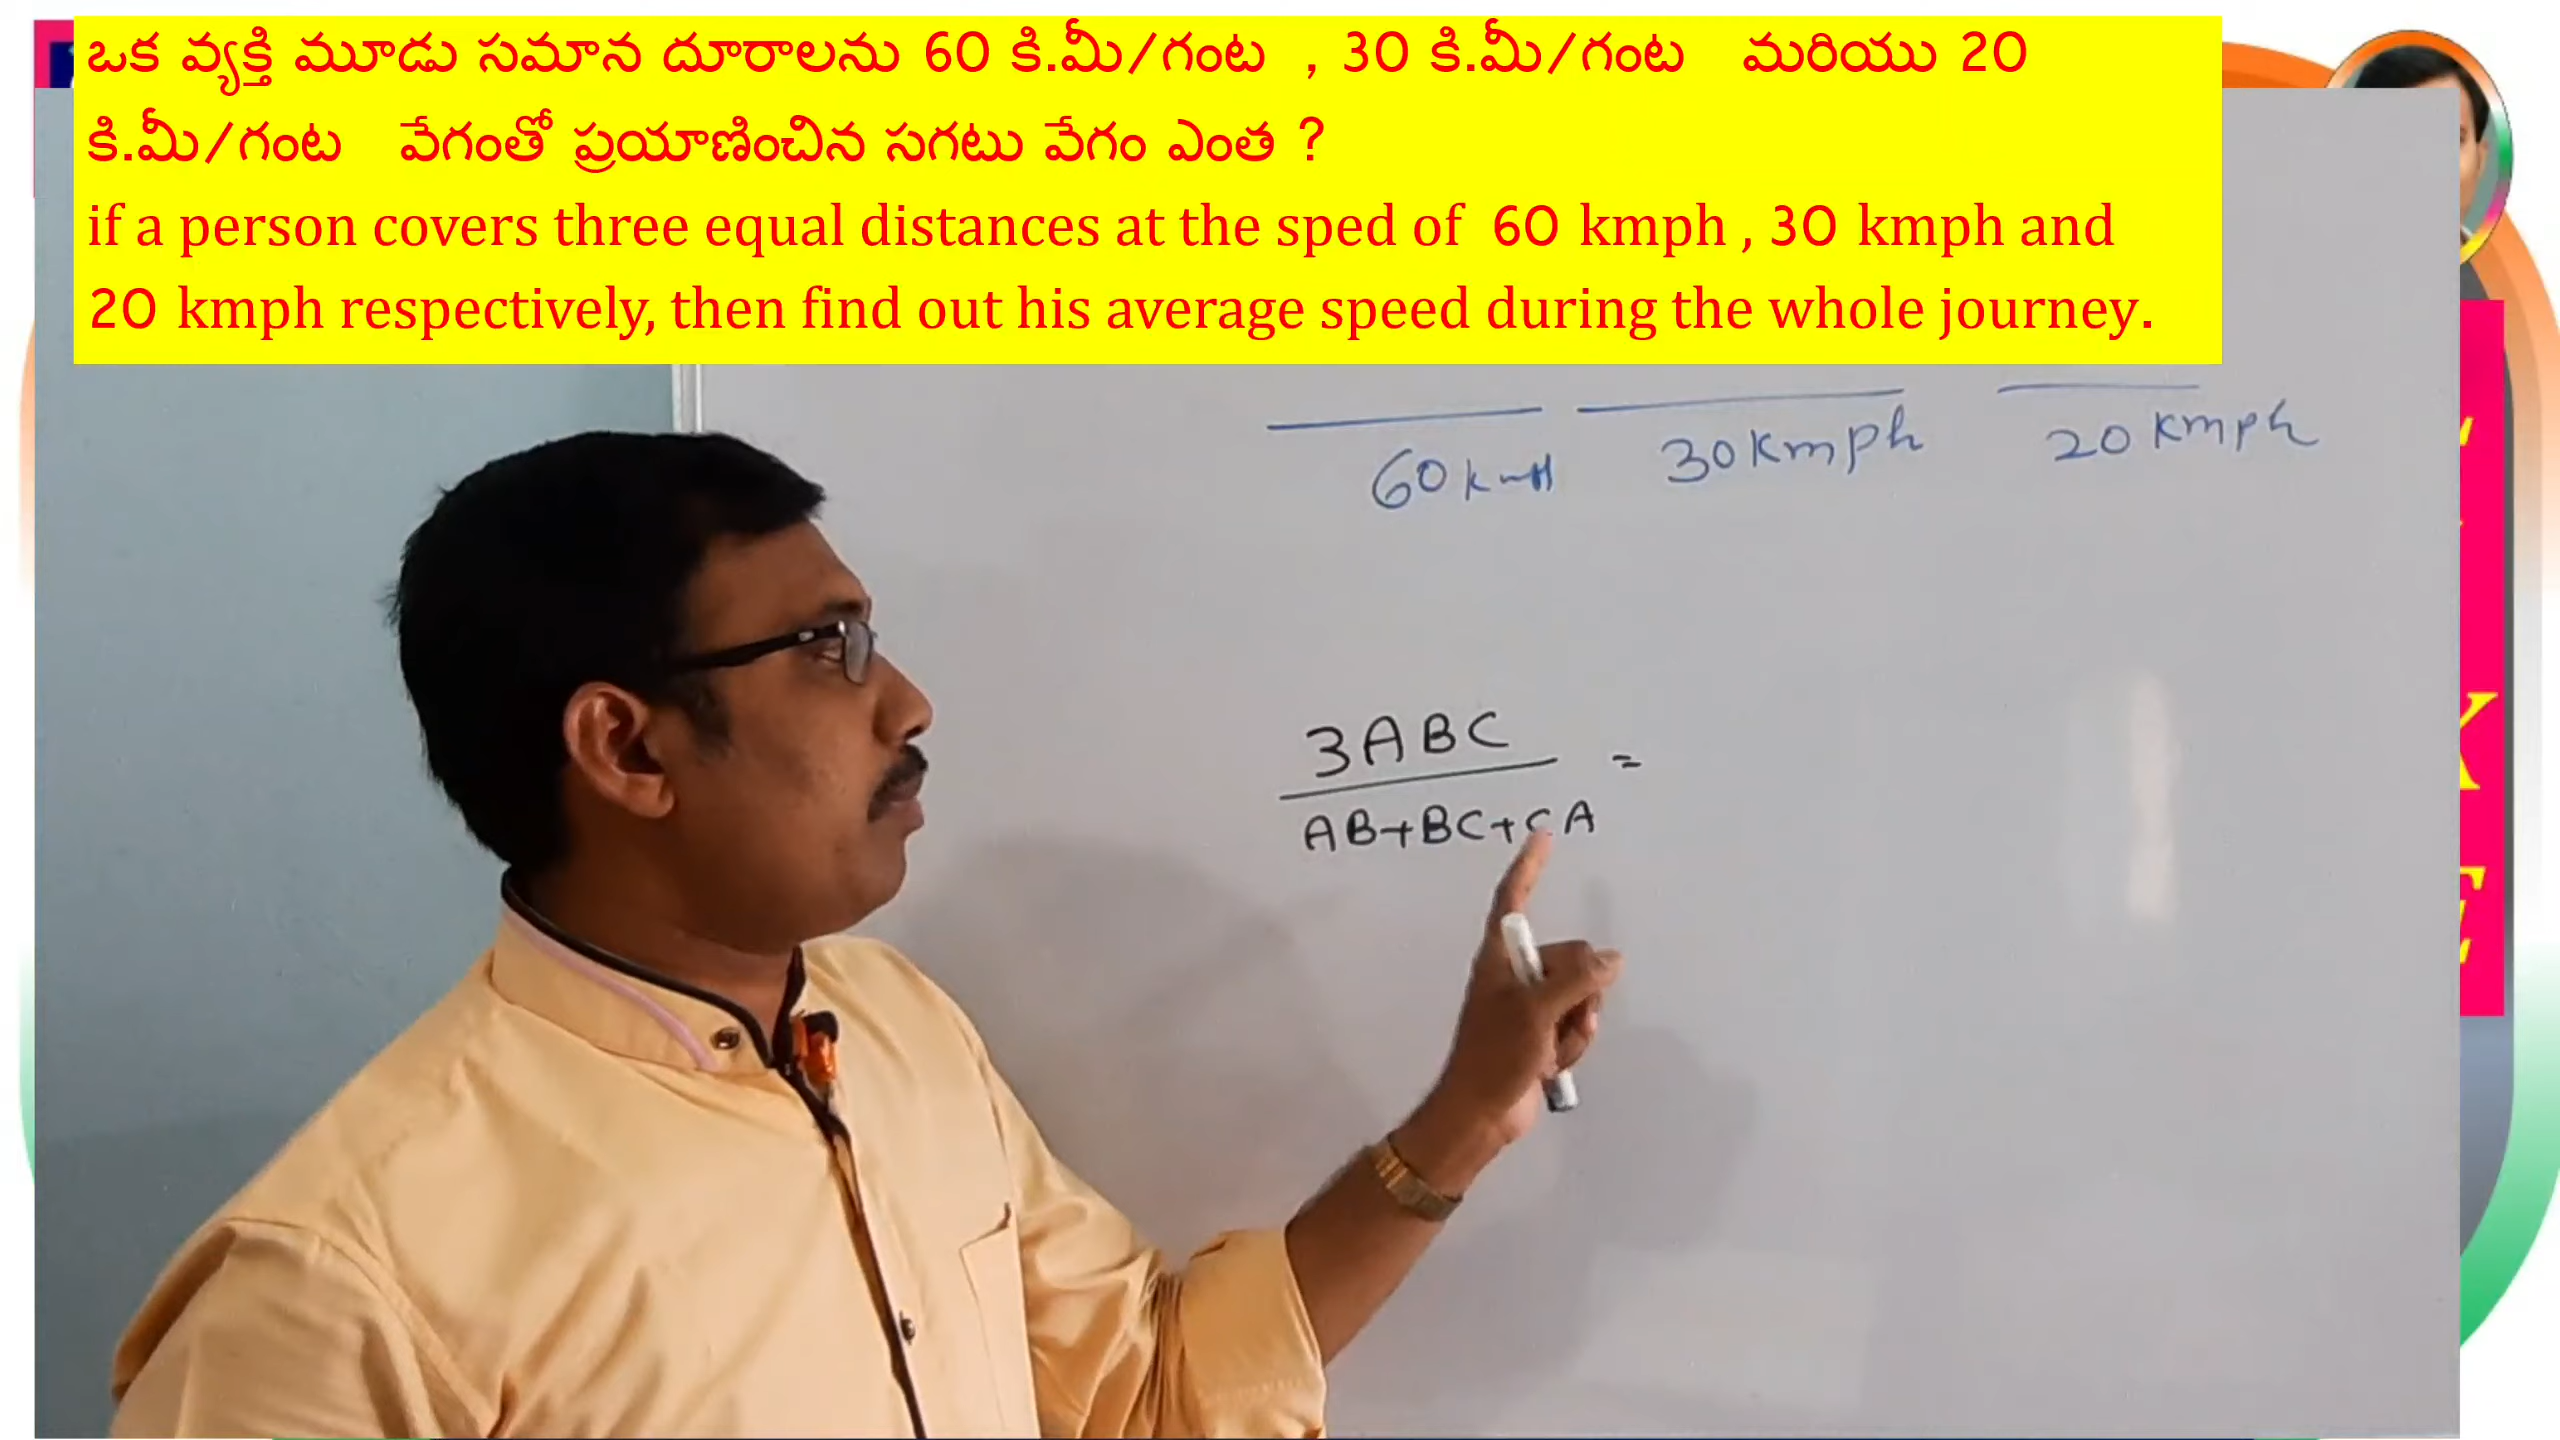 ఒక వ్యక్తి మూడు సమాన దూరాలను 60 కి.మీ/గంట , 30 కి.మీ/గంట మరియు 20
కి.మీ/గంట వేగంతో ప్రయాణించిన సగటు వేగం ఎంత ?
if a person covers three equal distances at the sped of 60 kmph , 30 kmph and
20 kmph respectively, then find out his average speed during the whole journey.
30 kmph
20 kmph
3ABC
=
AB+BC+CA